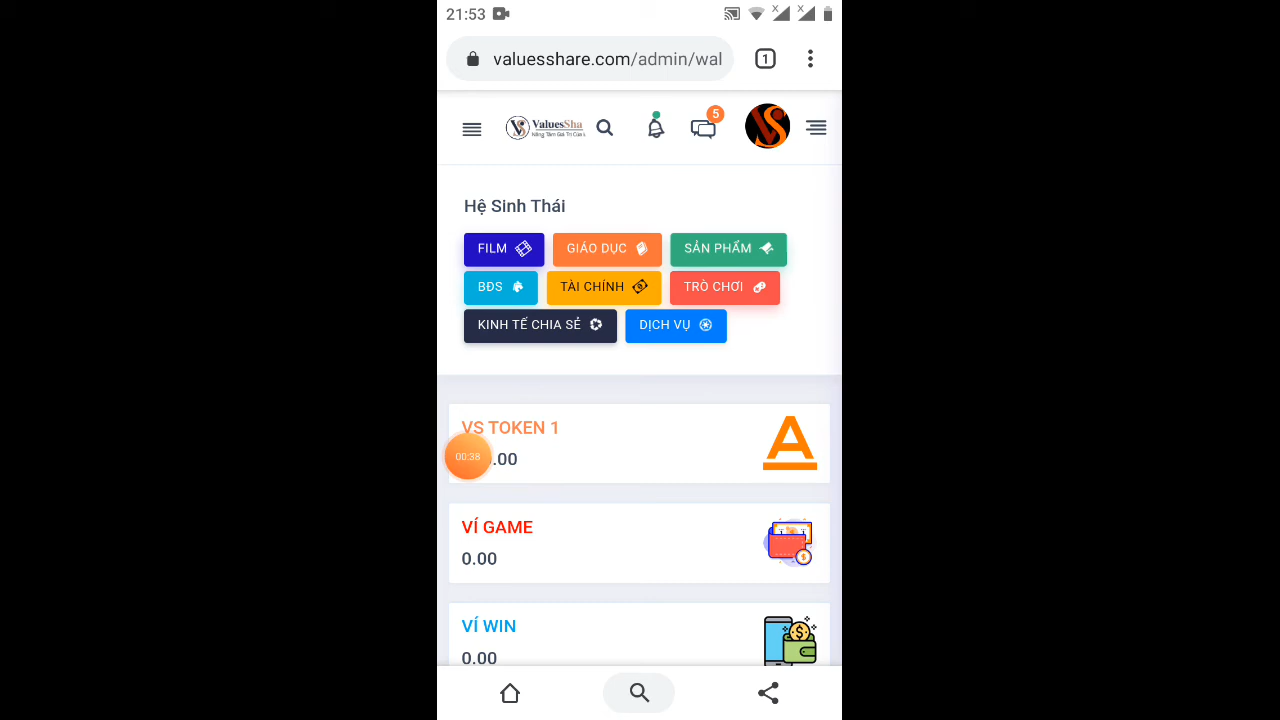 21:53
valuesshare.com/admin/wal
1
ValuesSha
5
Hệ Sinh Thái
FILM
GIÁO DỤC
SẢN PHẨM
BĐS
TÀI CHÍNH
TRÒ CHƠI
KINH TẾ CHIA SẺ
DỊCH VỤ
VS TOKEN 1
00:38
.00
VÍ GAME
0.00
VÍ WIN
0.00